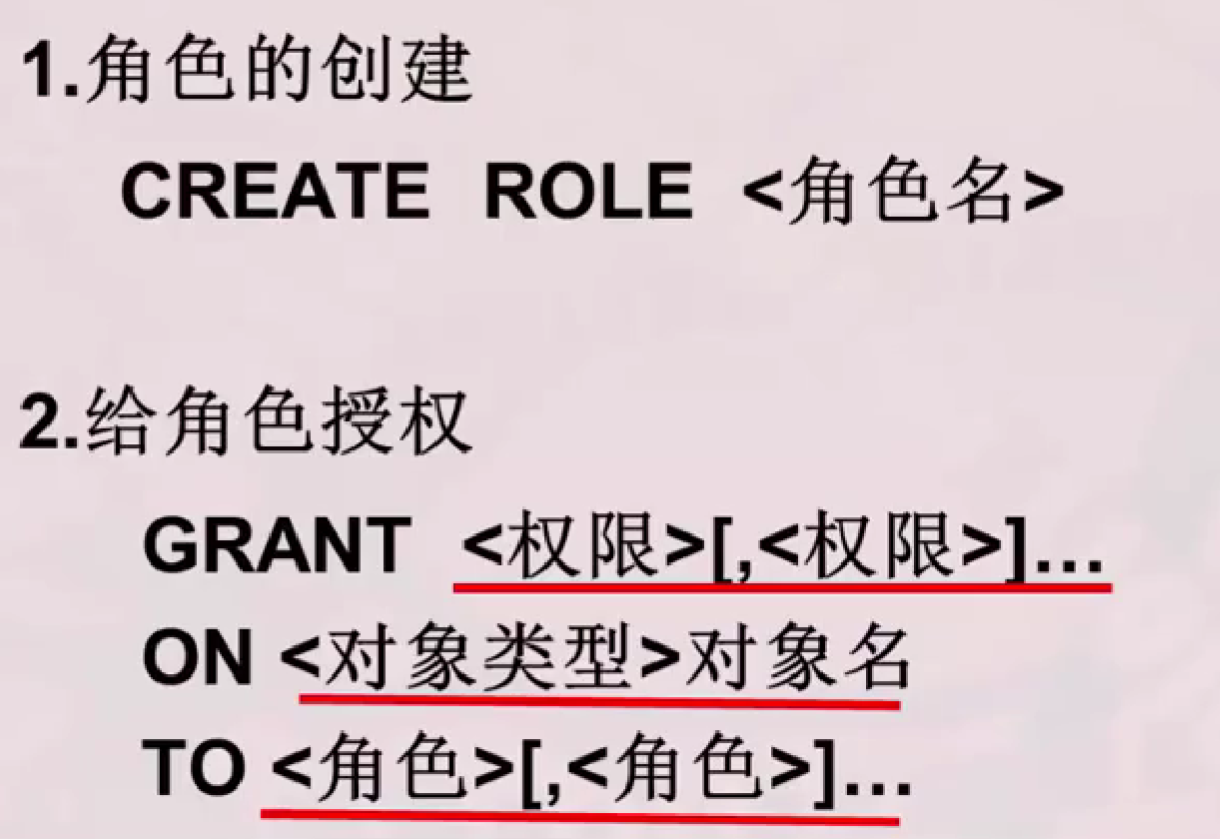 1.角色的创建
CREATE ROLE <角色名>
2.给角色授权
GRANT <权限>[,<权限>]...
ON <对象类型>对象名
TO <角色>[,<角色>]...